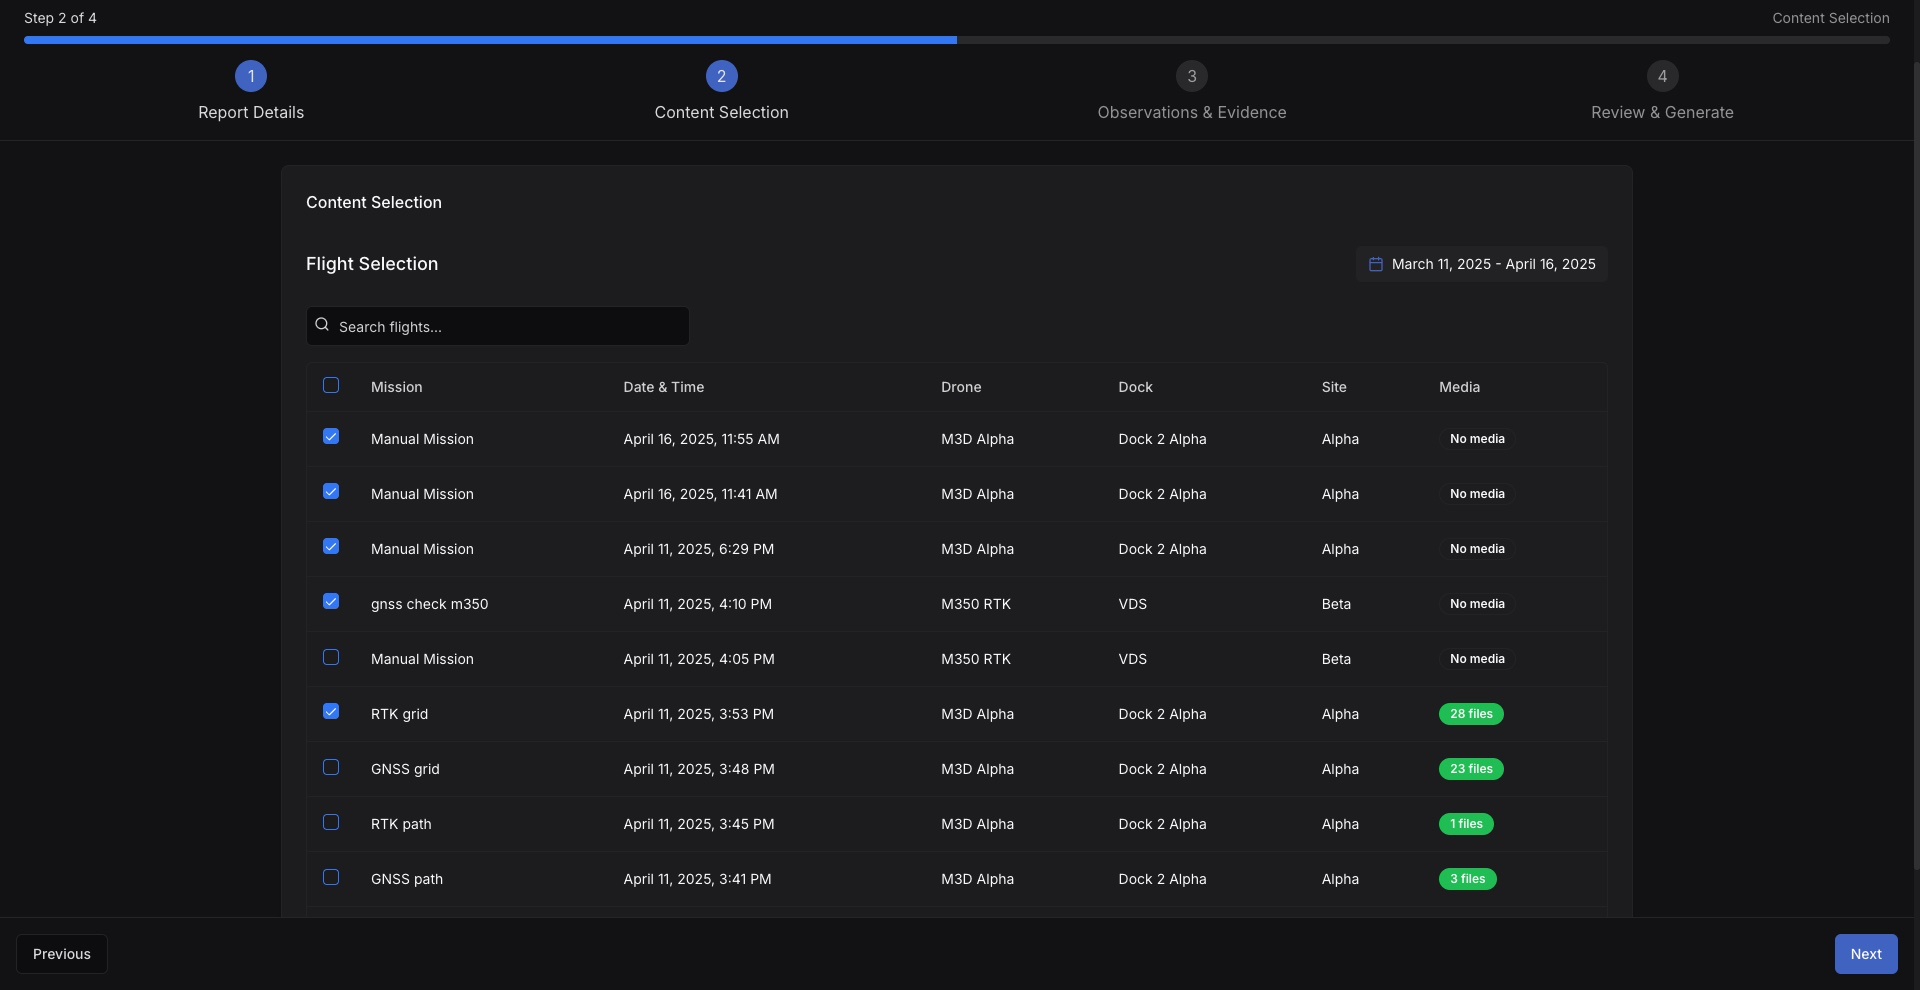 Step 2 of 4
Content Selection
1
2
3
4
Report Details
Content Selection
Observations & Evidence
Review & Generate
Content Selection
Flight Selection
March 11, 2025 - April 16, 2025
Search flights...
Mission Date & Time Drone Dock Site Media
Manual Mission April 16, 2025, 11:55 AM M3D Alpha Dock 2 Alpha Alpha No media
Manual Mission April 16, 2025, 11:41 AM M3D Alpha Dock 2 Alpha Alpha No media
Manual Mission April 11, 2025, 6:29 PM M3D Alpha Dock 2 Alpha Alpha No media
gnss check m350 April 11, 2025, 4:10 PM M350 RTK VDS Beta No media
Manual Mission April 11, 2025, 4:05 PM M350 RTK VDS Beta No media
RTK grid April 11, 2025, 3:53 PM M3D Alpha Dock 2 Alpha Alpha 28 files
GNSS grid April 11, 2025, 3:48 PM M3D Alpha Dock 2 Alpha Alpha 23 files
RTK path April 11, 2025, 3:45 PM M3D Alpha Dock 2 Alpha Alpha 1 files
GNSS path April 11, 2025, 3:41 PM M3D Alpha Dock 2 Alpha Alpha 3 files
Previous
Next